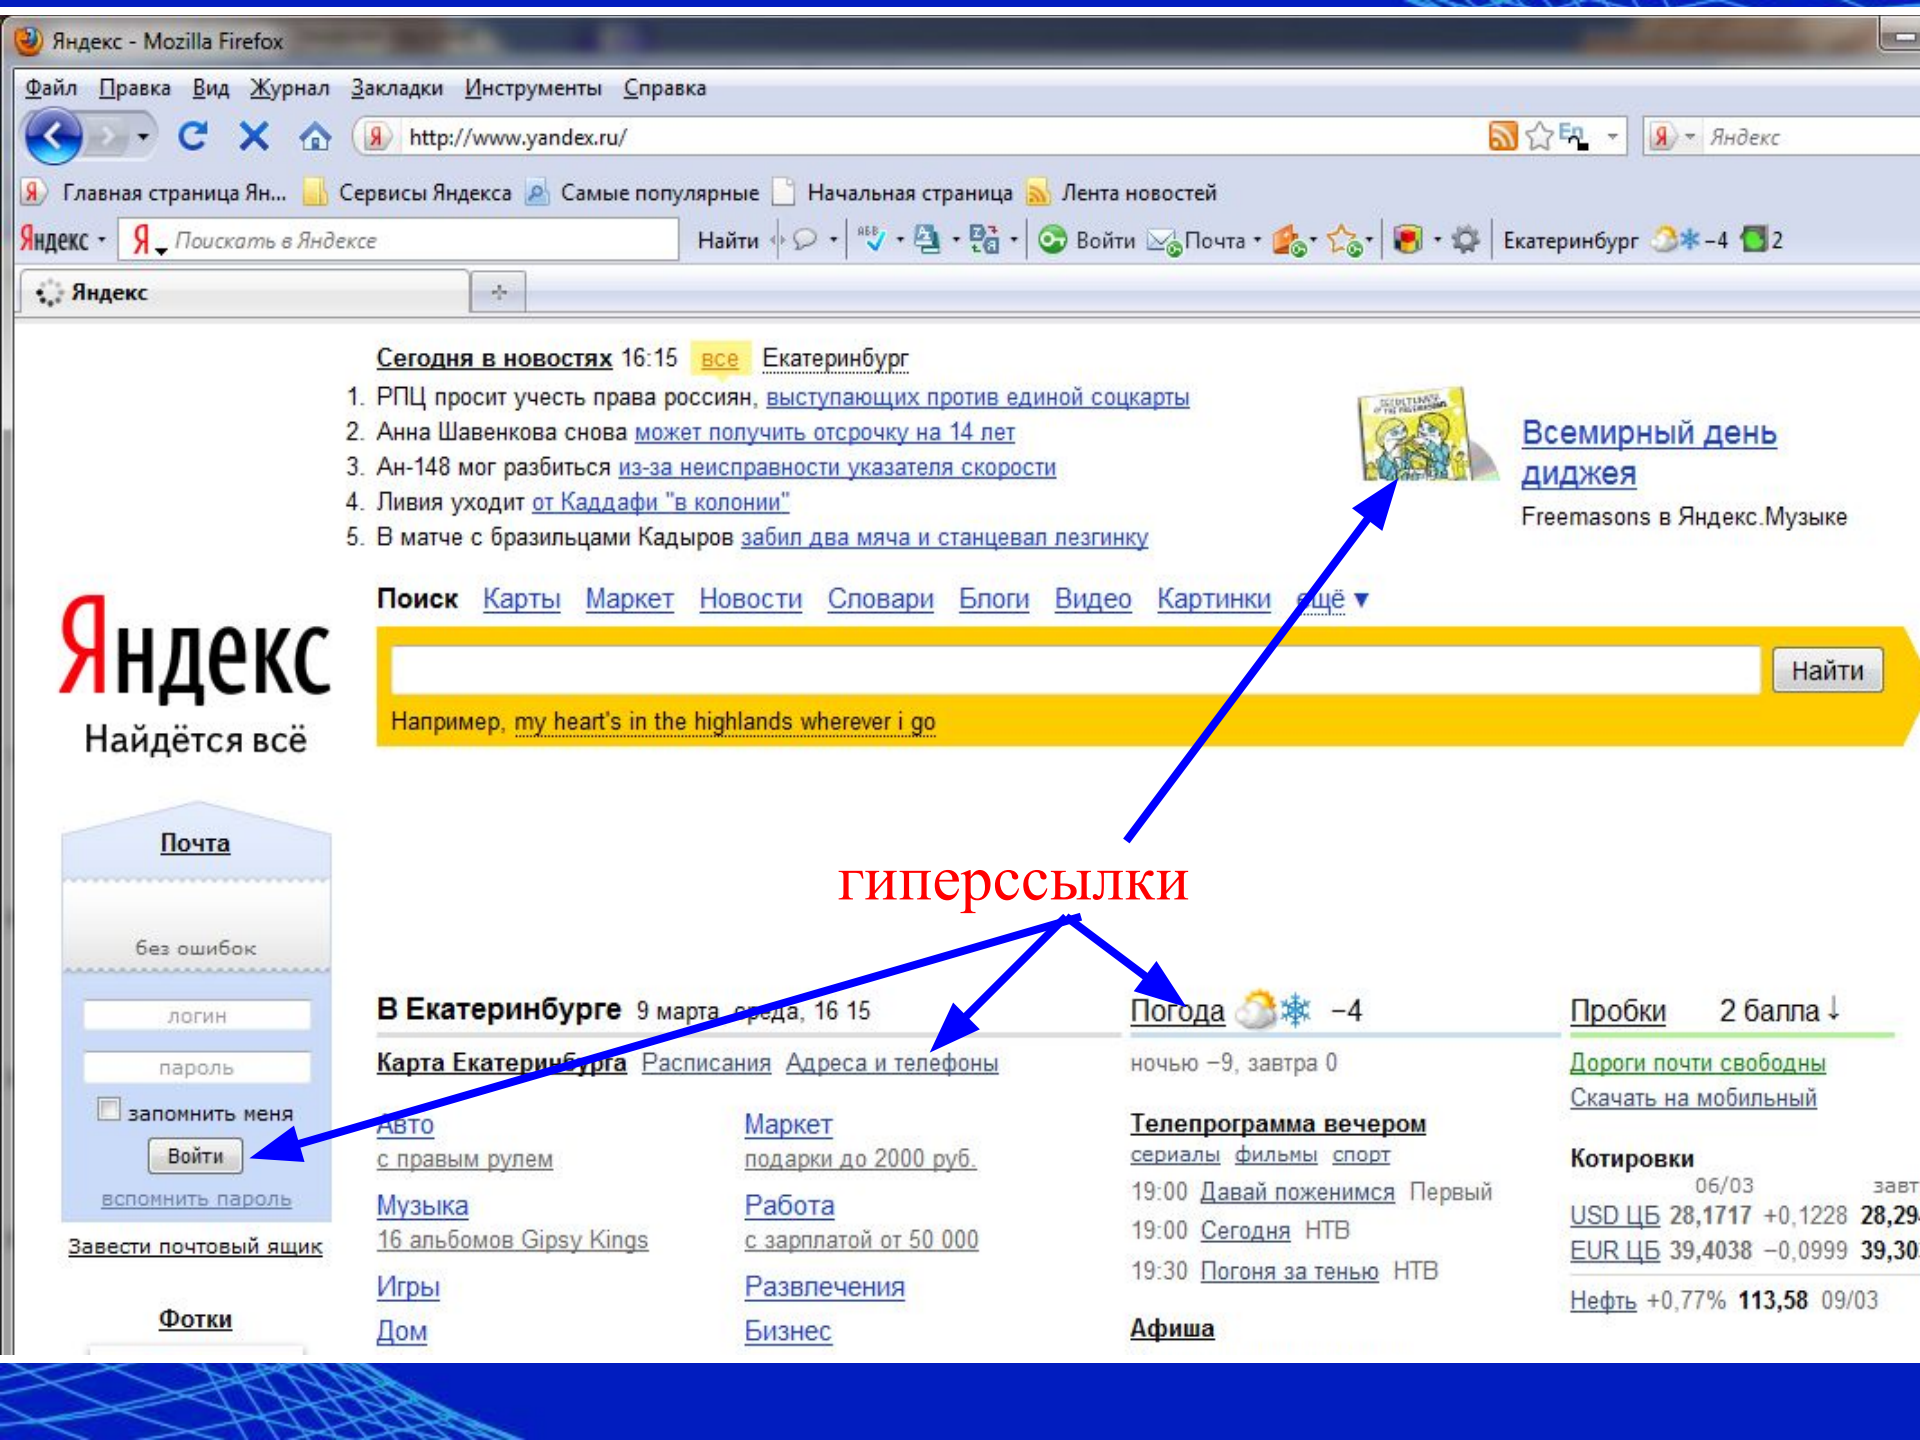 Яндекс - Mozilla Firefox
Файл Правка Вид Журнал Закладки Инструменты Справка
http://www.yandex.ru/ Яндекс
Главная страница Ян... Сервисы Яндекса Самые популярные Начальная страница Лента новостей
Яндекс Я Поискать в Яндексе Найти Войти Почта Екатеринбург -4 2
Яндекс
Сегодня в новостях 16:15 все Екатеринбург
1. РПЦ просит учесть права россиян, выступающих против единой соцкарты
2. Анна Шавенкова снова может получить отсрочку на 14 лет
3. Ан-148 мог разбиться из-за неисправности указателя скорости
4. Ливия уходит от Каддафи "в колонии"
5. В матче с бразильцами Кадыров забил два мяча и станцевал лезгинку
Всемирный день
диджея
Freemasons в Яндекс.Музыке
Поиск Карты Маркет Новости Словари Блоги Видео Картинки ещё ▼
Яндекс
Найдётся всё
Найти
Например, my heart's in the highlands wherever i go
гиперссылки
Почта
без ошибок
логин
пароль
запомнить меня
Войти
вспомнить пароль
Завести почтовый ящик
Фотки
В Екатеринбурге 9 марта, среда, 16 15
Карта Екатеринбурга Расписания Адреса и телефоны
Авто
с правым рулем
Музыка
16 альбомов Gipsy Kings
Игры
Дом
Маркет
подарки до 2000 руб.
Работа
с зарплатой от 50 000
Развлечения
Бизнес
Погода −4
ночью −9, завтра 0
Телепрограмма вечером
сериалы фильмы спорт
19:00 Давай поженимся Первый
19:00 Сегодня НТВ
19:30 Погоня за тенью НТВ
Афиша
Пробки 2 балла ↓
Дороги почти свободны
Скачать на мобильный
Котировки
06/03 завт
USD ЦБ 28,1717 +0,1228 28,29
EUR ЦБ 39,4038 −0,0999 39,30
Нефть +0,77% 113,58 09/03